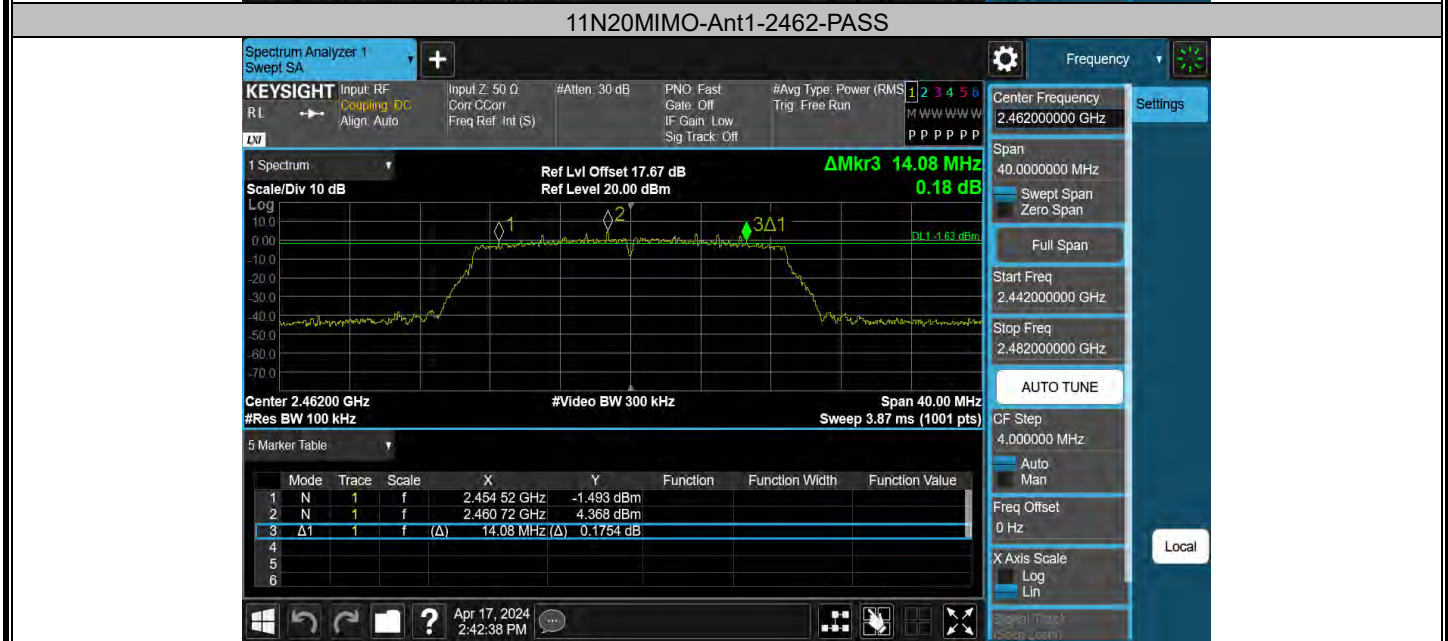 11N20MIMO-Ant1-2462-PASS
Spectrum Analyzer 1
Swept SA
+
Frequency
KEYSIGHT
RL
LXI
Input: RF
Coupling: DC
Align: Auto
Input Z: 50 Ω
Corr CCorr
Freq Ref: Int (S)
#Atten: 30 dB
PNO: Fast
Gate: Off
IF Gain: Low
Sig Track: Off
#Avg Type: Power (RMS
Trig: Free Run
1 2 3 4 5 6
M W W W W W
P P P P P P
Center Frequency
2.462000000 GHz
Settings
1 Spectrum
Scale/Div 10 dB
Log
Ref Lvl Offset 17.67 dB
Ref Level 20.00 dBm
ΔMkr3 14.08 MHz
0.18 dB
Span
40.0000000 MHz
Swept Span
Zero Span
Full Span
10.0
0.00
-10.0
-20.0
-30.0
-40.0
-50.0
-60.0
-70.0
1
2
3Δ1
DL1 -1.63 dBm
Start Freq
2.442000000 GHz
Stop Freq
2.482000000 GHz
AUTO TUNE
Center 2.46200 GHz
#Res BW 100 kHz
#Video BW 300 kHz
Span 40.00 MHz
Sweep 3.87 ms (1001 pts)
CF Step
4.000000 MHz
Auto
Man
5 Marker Table
Mode Trace Scale X Y Function Function Width Function Value
1 N 1 f 2.454 52 GHz -1.493 dBm
2 N 1 f 2.460 72 GHz 4.368 dBm
3 Δ1 1 f (Δ) 14.08 MHz (Δ) 0.1754 dB
4
5
6
Freq Offset
0 Hz
X Axis Scale
Log
Lin
Local
Signal Track
(Span Zoom)
?
Apr 17, 2024
2:42:38 PM